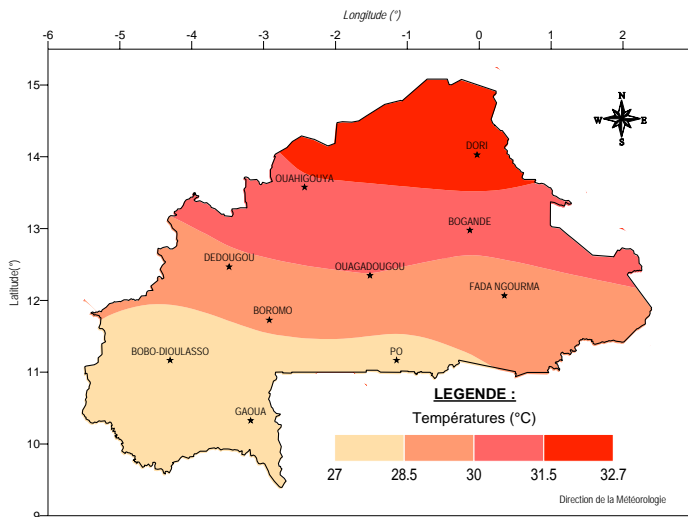 Longitude (°)
-6 -5 -4 -3 -2 -1 0 1 2
15
N
W E
S
DORI
14
OUAHIGOUYA
13
BOGANDE
DEDOUGOU
OUAGADOUGOU
Latitude(°)
12
FADA NGOURMA
BOROMO
BOBO-DIOULASSO
PO
11
LEGENDE :
GAOUA
Températures (°C)
10
27 28.5 30 31.5 32.7
Direction de la Météorologie
9